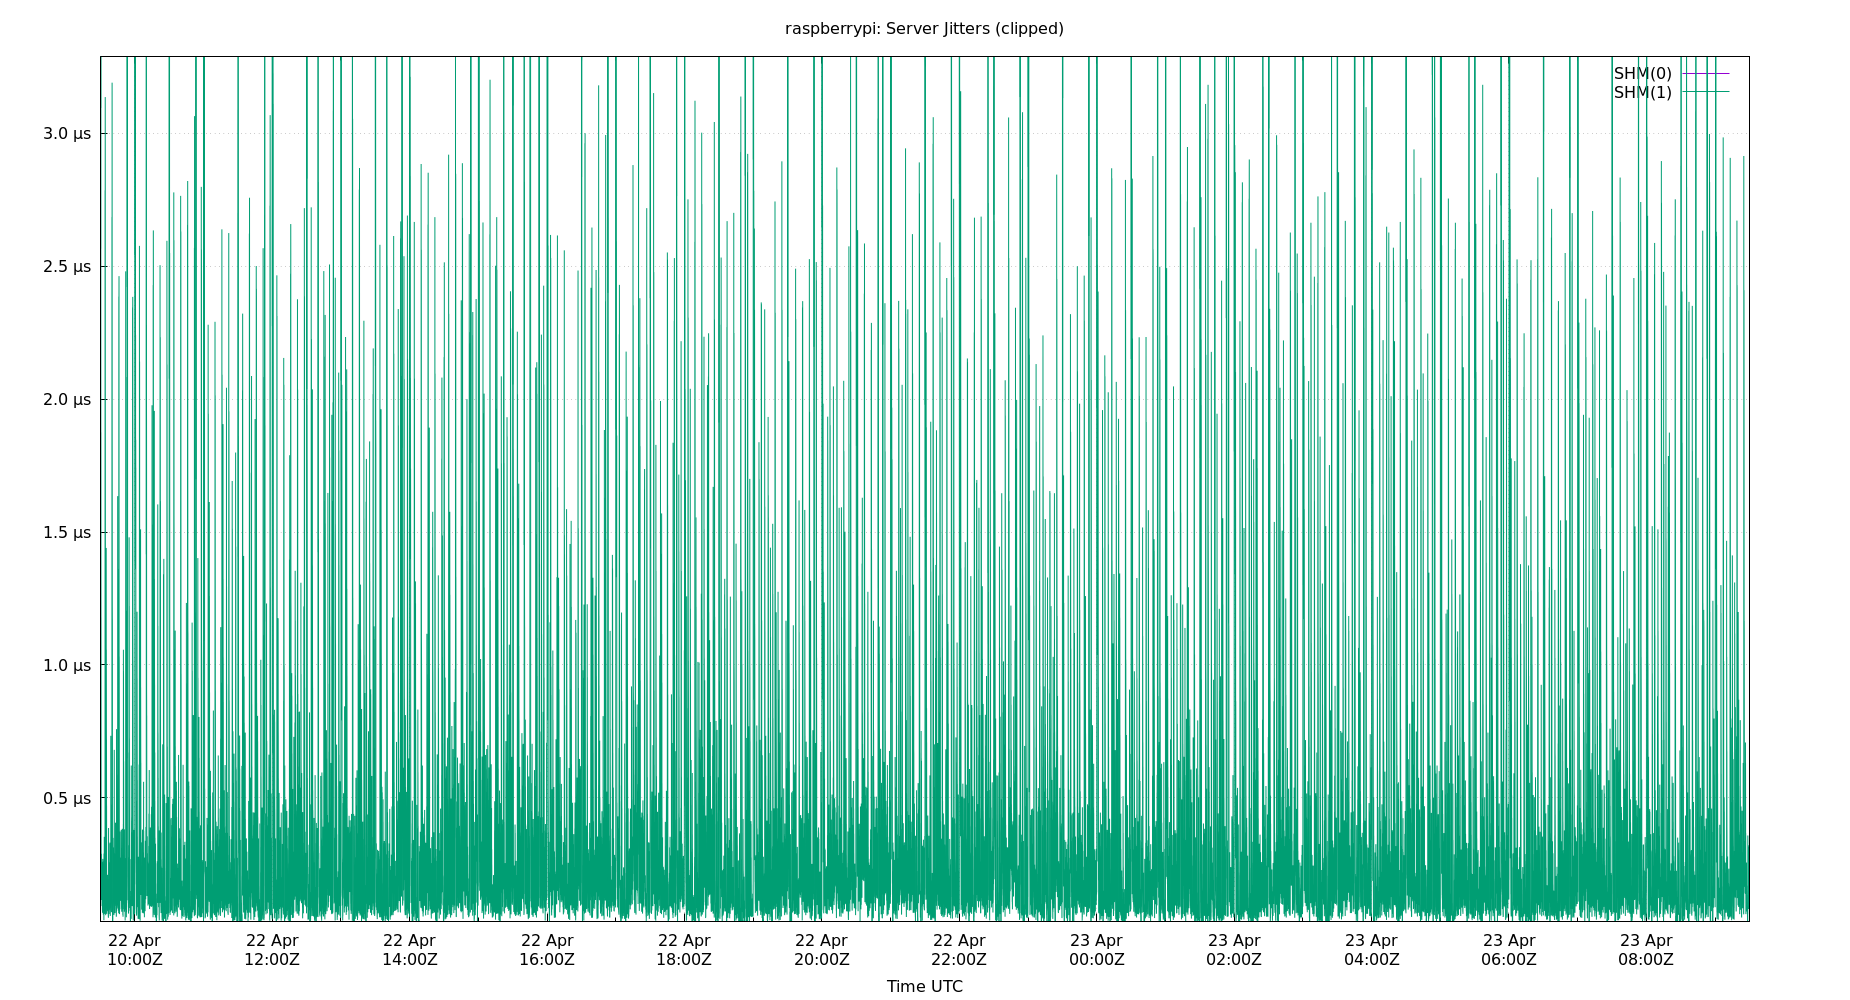 raspberrypi: Server Jitters (clipped)
SHM(0)
SHM(1)
3.0 µs
2.5 µs
2.0 µs
1.5 µs
1.0 µs
0.5 µs
22 Apr 22 Apr 22 Apr 22 Apr 22 Apr 22 Apr 22 Apr 23 Apr 23 Apr 23 Apr 23 Apr 23 Apr
10:00Z 12:00Z 14:00Z 16:00Z 18:00Z 20:00Z 22:00Z 00:00Z 02:00Z 04:00Z 06:00Z 08:00Z
Time UTC